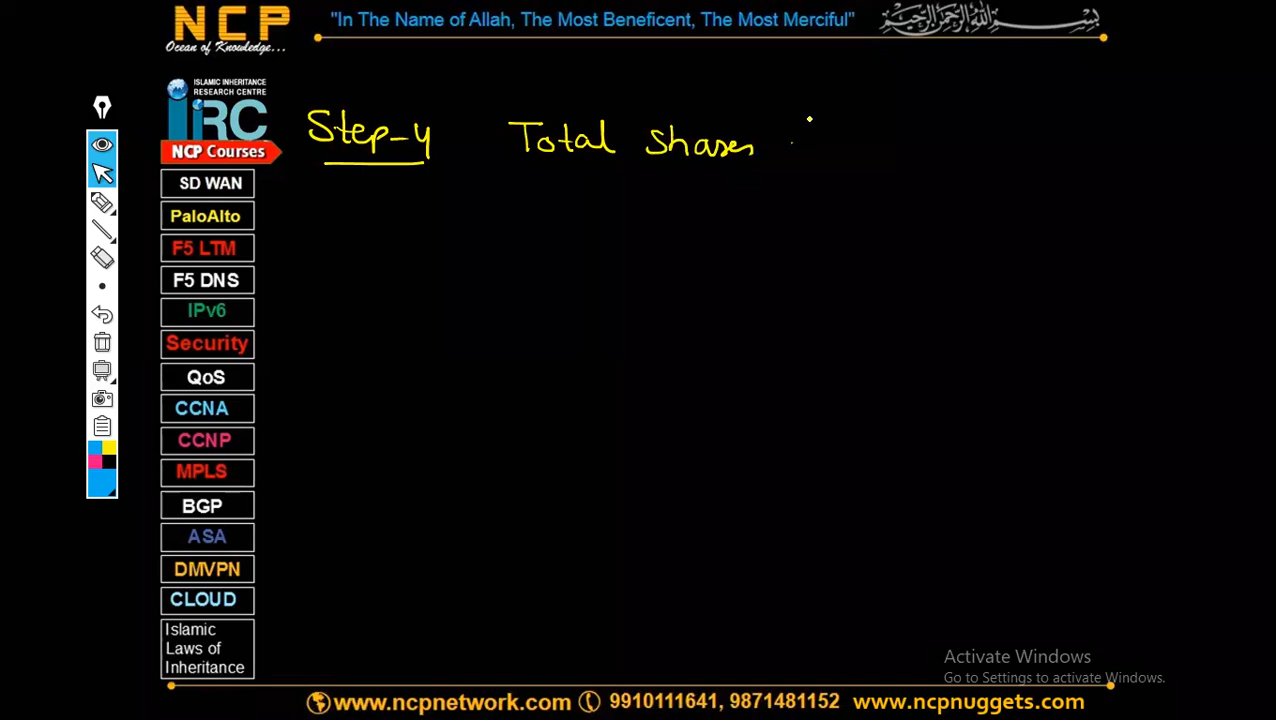 NCP
Ocean of Knowledge...
"In The Name of Allah, The Most Beneficent, The Most Merciful"
بسم الله الرحمن الرحيم
ISLAMIC INHERITANCE
RESEARCH CENTRE
iRC
NCP Courses
Step-4 Total Shares
SD WAN
PaloAlto
F5 LTM
F5 DNS
IPv6
Security
QoS
CCNA
CCNP
MPLS
BGP
ASA
DMVPN
CLOUD
Islamic
Laws of
Inheritance
Activate Windows
Go to Settings to activate Windows.
www.ncpnetwork.com 9910111641, 9871481152 www.ncpnuggets.com